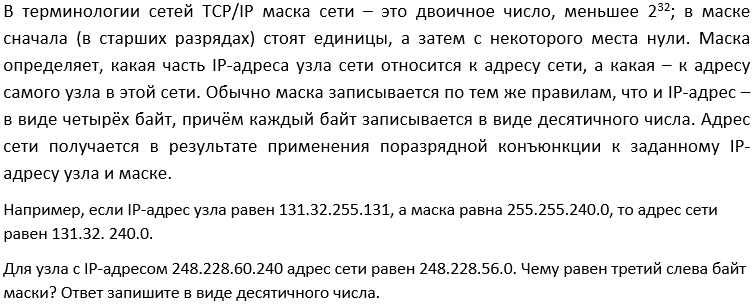 В терминологии сетей TCP/IP маска сети – это двоичное число, меньшее 2³²; в маске
сначала (в старших разрядах) стоят единицы, а затем с некоторого места нули. Маска
определяет, какая часть IP-адреса узла сети относится к адресу сети, а какая – к адресу
самого узла в этой сети. Обычно маска записывается по тем же правилам, что и IP-адрес –
в виде четырёх байт, причём каждый байт записывается в виде десятичного числа. Адрес
сети получается в результате применения поразрядной конъюнкции к заданному IP-
адресу узла и маске.
Например, если IP-адрес узла равен 131.32.255.131, а маска равна 255.255.240.0, то адрес сети
равен 131.32. 240.0.
Для узла с IP-адресом 248.228.60.240 адрес сети равен 248.228.56.0. Чему равен третий слева байт
маски? Ответ запишите в виде десятичного числа.